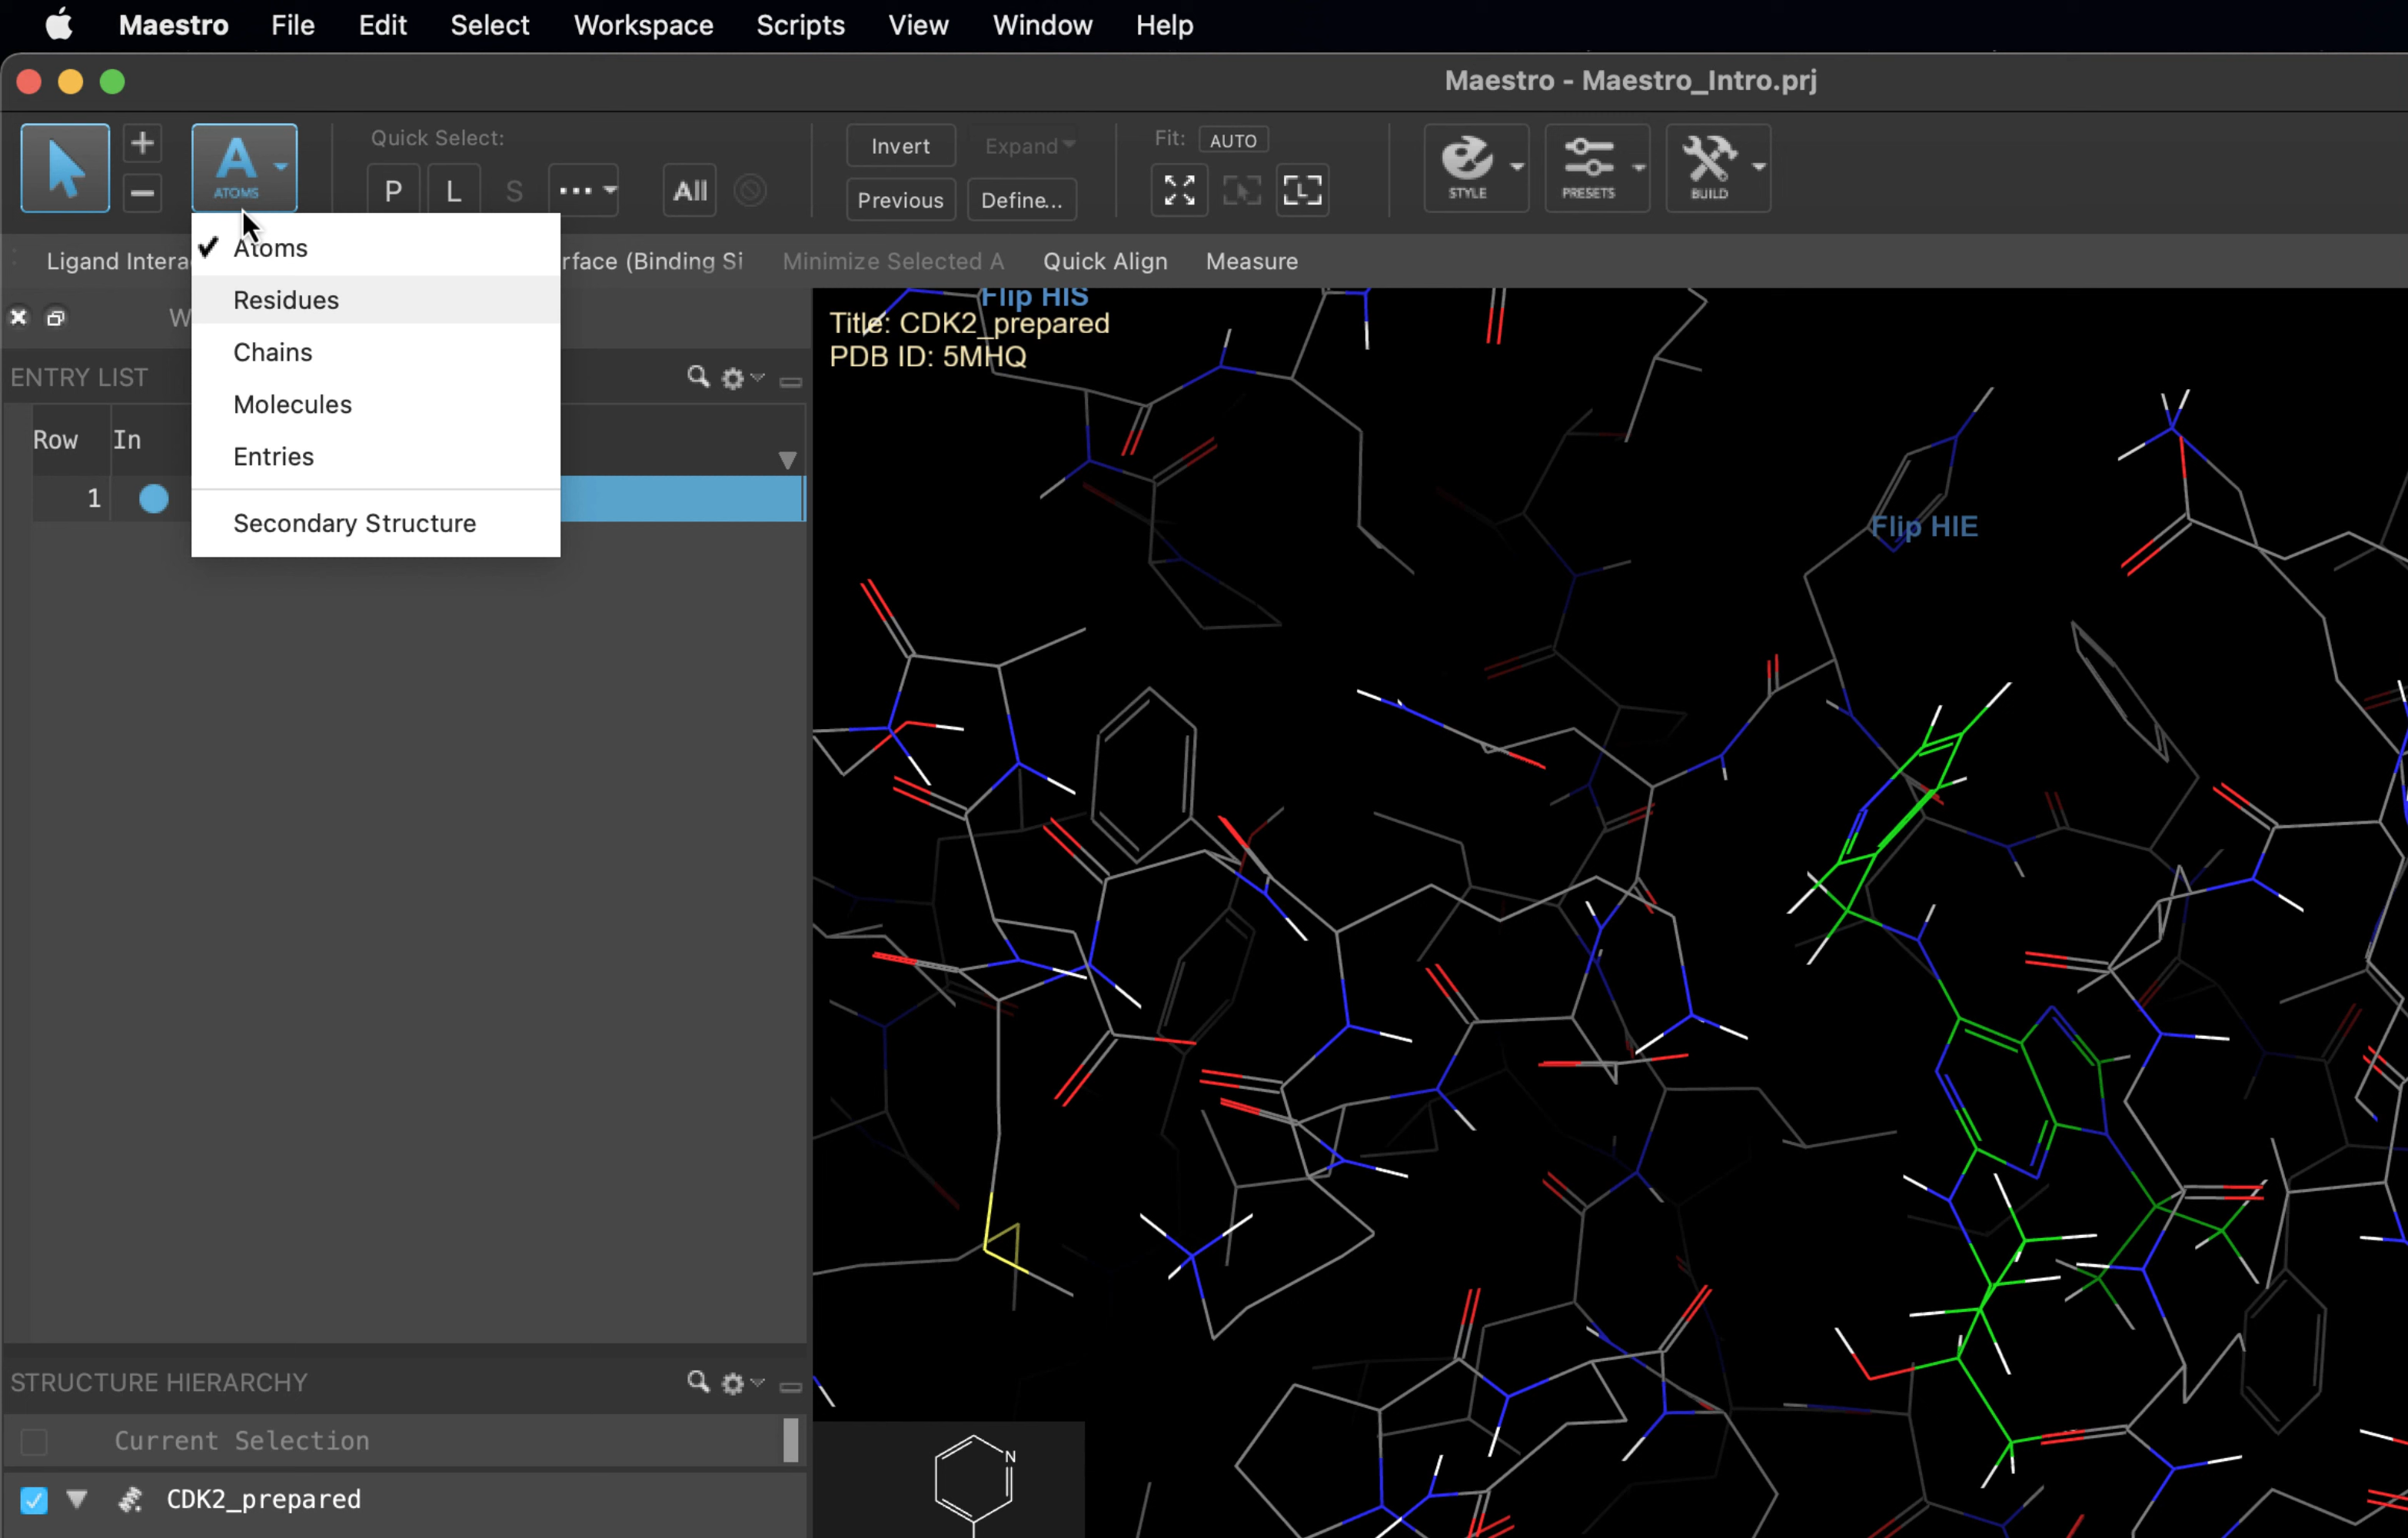 Maestro File Edit Select Workspace Scripts View Window Help
Maestro - Maestro_Intro.prj
A
ATOMS
Quick Select:
P L S ... All
Invert Expand
Previous Define...
Fit: AUTO
L
STYLE
PRESETS
BUILD
Ligand Intera rface (Binding Si Minimize Selected A Quick Align Measure
Atoms
Residues
Chains
Molecules
Entries
Secondary Structure
W
ENTRY LIST
Row In
1
Flip HIS
Title: CDK2_prepared
PDB ID: 5MHQ
Flip HIE
STRUCTURE HIERARCHY
Current Selection
CDK2_prepared
N